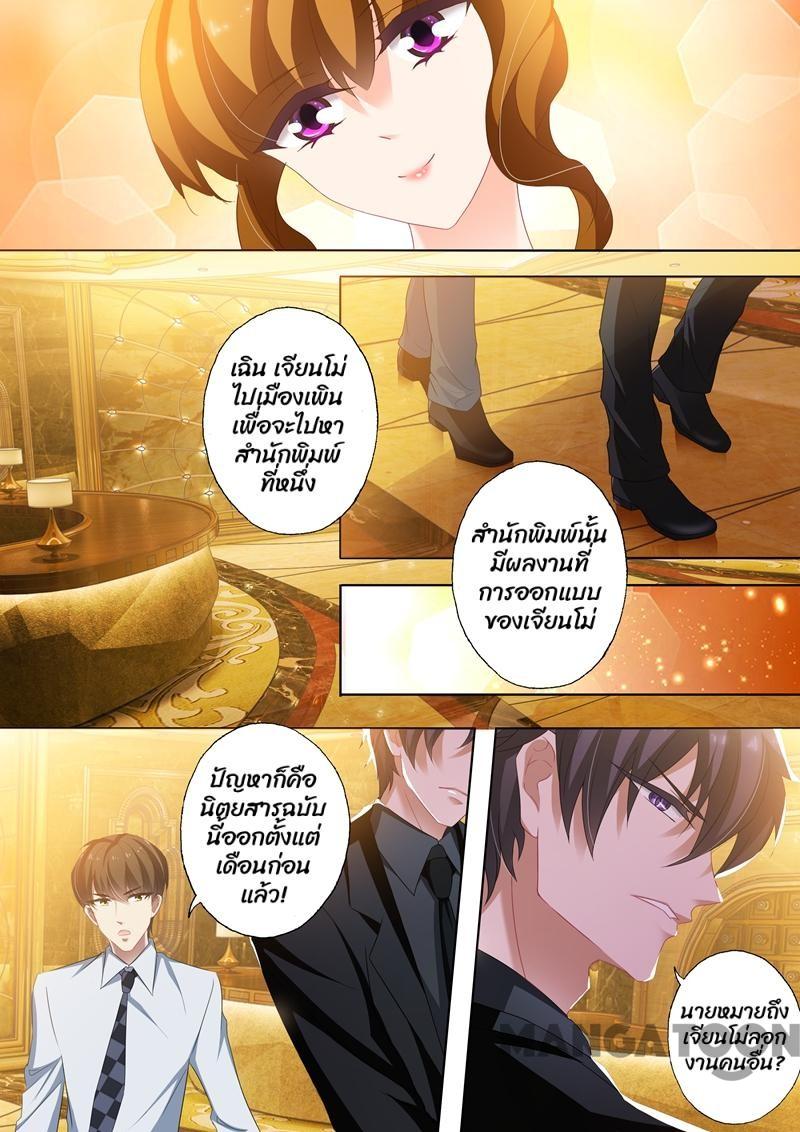 เฉิน เจียนโม่
ไปเมืองเพิน
เพื่อจะไปหา
สำนักพิมพ์
ที่หนึ่ง
สำนักพิมพ์นั้น
มีผลงานที่
การออกแบบ
ของเจียนโม่
ปัญหาก็คือ
นิตยสารฉบับ
นี้ออกตั้งแต่
เดือนก่อน
แล้ว!
นายหมายถึง
เจียนโม่ลอก
งานคนอื่น?
MANGATOON